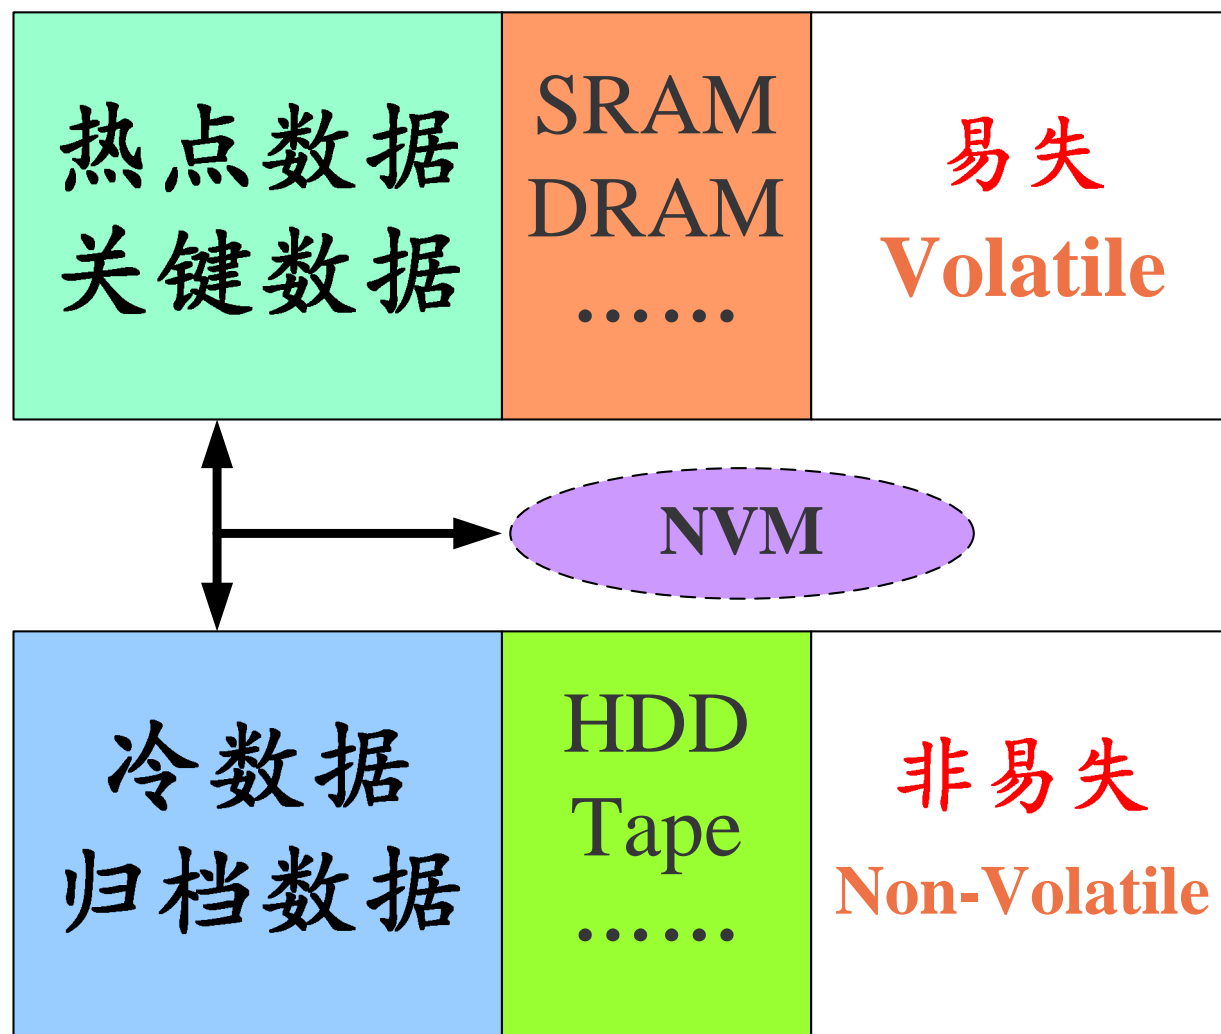 热点数据
关键数据
SRAM
DRAM
……
易失
Volatile
NVM
冷数据
归档数据
HDD
Tape
……
非易失
Non-Volatile